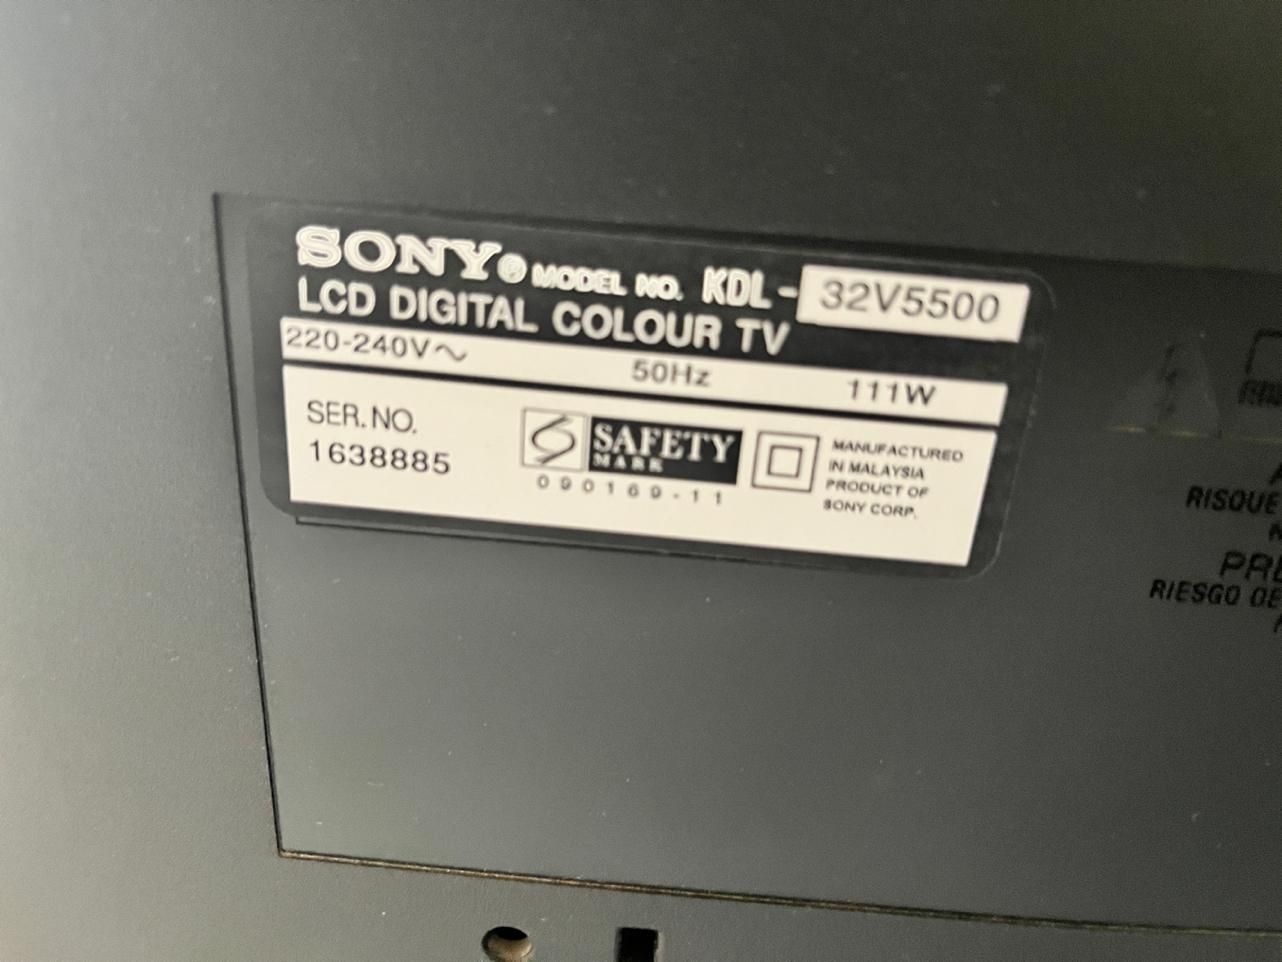 SONY® MODEL NO. KDL- 32V5500
LCD DIGITAL COLOUR TV
220-240V~ 50Hz 111W
SER.NO.
1638885
S SAFETY
MARK
090169-11
MANUFACTURED
IN MALAYSIA
PRODUCT OF
SONY CORP.
RISQUE
PRE
RIESGO DE